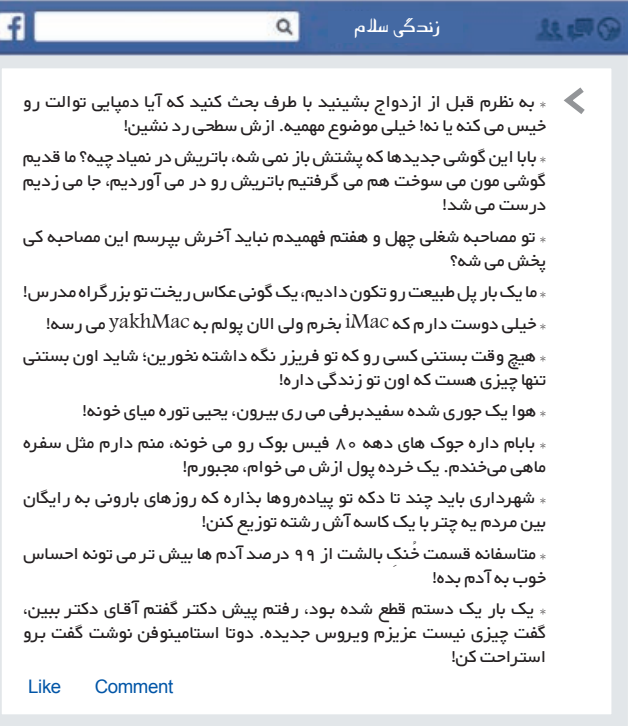 زندگی سلام
* به نظرم قبل از ازدواج بشینید با طرف بحث کنید که آیا دمپایی توالت رو
خیس می کنه یا نه! خیلی موضوع مهمیه. ازش سطحی رد نشین!
* بابا این گوشی جدیدها که پشتش باز نمی شه، باتریش در نمیاد چیه؟ ما قدیم
گوشی مون می سوخت هم می گرفتیم باتریش رو در می آوردیم، جا می زدیم
درست می شد!
* تو مصاحبه شغلی چهل و هفتم فهمیدم نباید آخرش بپرسم این مصاحبه کی
پخش می شه؟
* ما یک بار پل طبیعت رو تکون دادیم، یک گونی عکاس ریخت تو بزرگراه مدرس!
* خیلی دوست دارم که iMac بخرم ولی الان پولم به yakhMac می رسه!
* هیچ وقت بستنی کسی رو که تو فریزر نگه داشته نخورین؛ شاید اون بستنی
تنها چیزی هست که اون تو زندگی داره!
* هوا یک جوری شده سفیدبرفی می ری بیرون، یحیی توره میای خونه!
* بابام داره جوک های دهه ۸۰ فیس بوک رو می خونه، منم دارم مثل سفره
ماهی می‌خندم. یک خرده پول ازش می خوام، مجبورم!
* شهرداری باید چند تا دکه تو پیاده‌روها بذاره که روزهای بارونی به رایگان
بین مردم یه چتر با یک کاسه آش رشته توزیع کنن!
* متاسفانه قسمت خُنکِ بالشت از ۹۹ درصد آدم ها بیش تر می تونه احساس
خوب به آدم بده!
* یک بار یک دستم قطع شده بود، رفتم پیش دکتر گفتم آقای دکتر ببین،
گفت چیزی نیست عزیزم ویروس جدیده. دوتا استامینوفن نوشت گفت برو
استراحت کن!
Like Comment